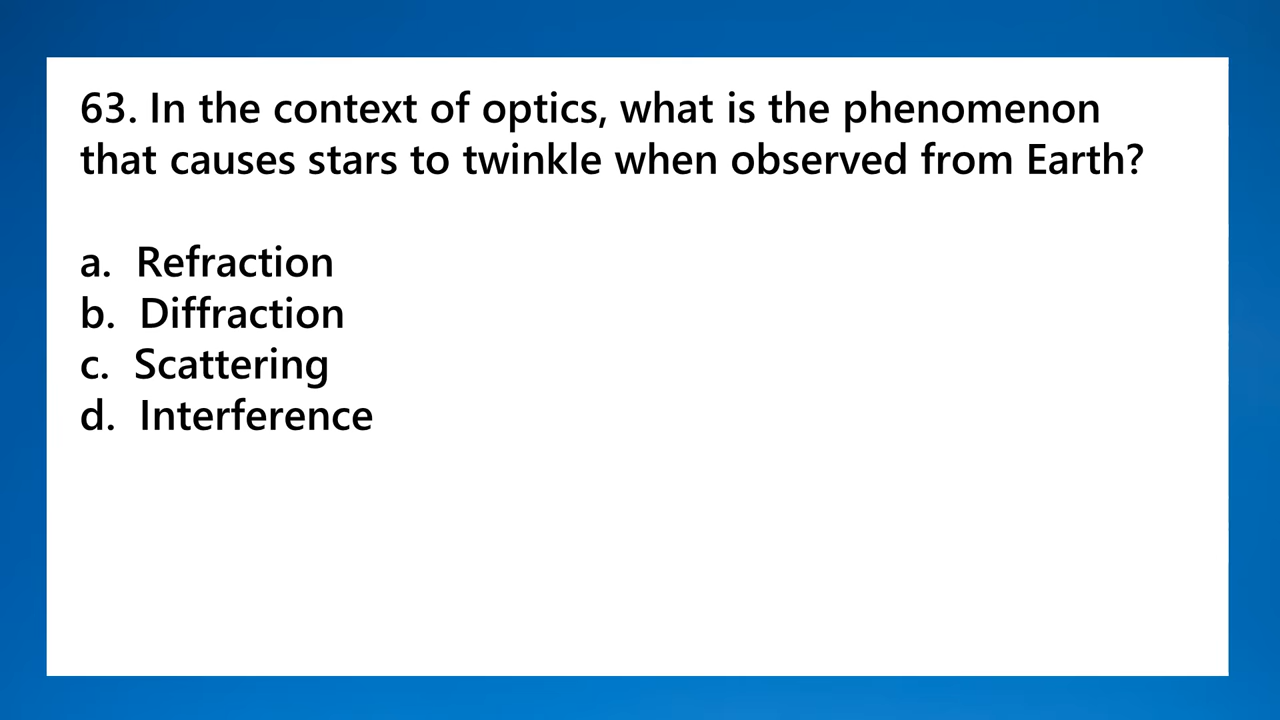 63. In the context of optics, what is the phenomenon
that causes stars to twinkle when observed from Earth?
a. Refraction
b. Diffraction
c. Scattering
d. Interference